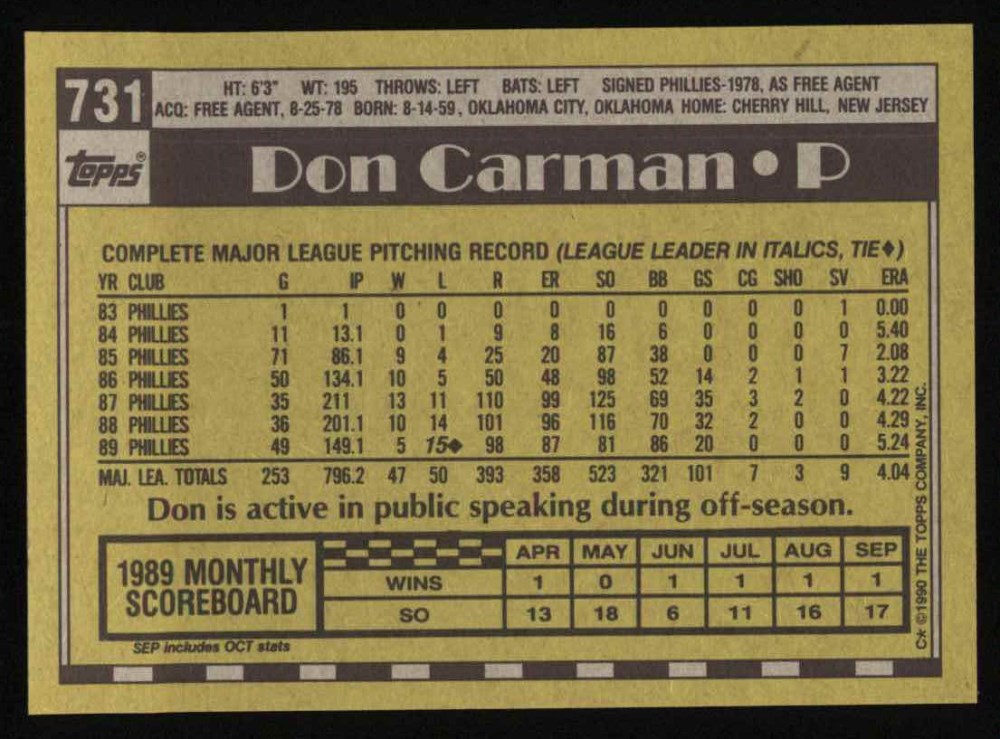 731
HT: 6'3" WT: 195 THROWS: LEFT BATS: LEFT SIGNED PHILLIES-1978, AS FREE AGENT
ACQ: FREE AGENT, 8-25-78 BORN: 8-14-59, OKLAHOMA CITY, OKLAHOMA HOME: CHERRY HILL, NEW JERSEY
Topps®
Don Carman • P
COMPLETE MAJOR LEAGUE PITCHING RECORD (LEAGUE LEADER IN ITALICS, TIE♦)
YR CLUB G IP W L R ER SO BB GS CG SHO SV ERA
83 PHILLIES 1 1 0 0 0 0 0 0 0 0 0 1 0.00
84 PHILLIES 11 13.1 0 1 9 8 16 6 0 0 0 0 5.40
85 PHILLIES 71 86.1 9 4 25 20 87 38 0 0 0 7 2.08
86 PHILLIES 50 134.1 10 5 50 48 98 52 14 2 1 1 3.22
87 PHILLIES 35 211 13 11 110 99 125 69 35 3 2 0 4.22
88 PHILLIES 36 201.1 10 14 101 96 116 70 32 2 0 0 4.29
89 PHILLIES 49 149.1 5 15♦ 98 87 81 86 20 0 0 0 5.24
MAJ. LEA. TOTALS 253 796.2 47 50 393 358 523 321 101 7 3 9 4.04
Don is active in public speaking during off-season.
1989 MONTHLY
SCOREBOARD
APR MAY JUN JUL AUG SEP
WINS 1 0 1 1 1 1
SO 13 18 6 11 16 17
SEP includes OCT stats
C* ©1990 THE TOPPS COMPANY, INC.